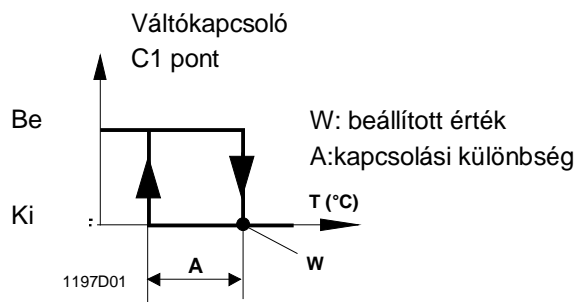 Váltókapcsoló
C1 pont
Be
W: beállított érték
A:kapcsolási különbség
T (°C)
Ki
A
W
1197D01